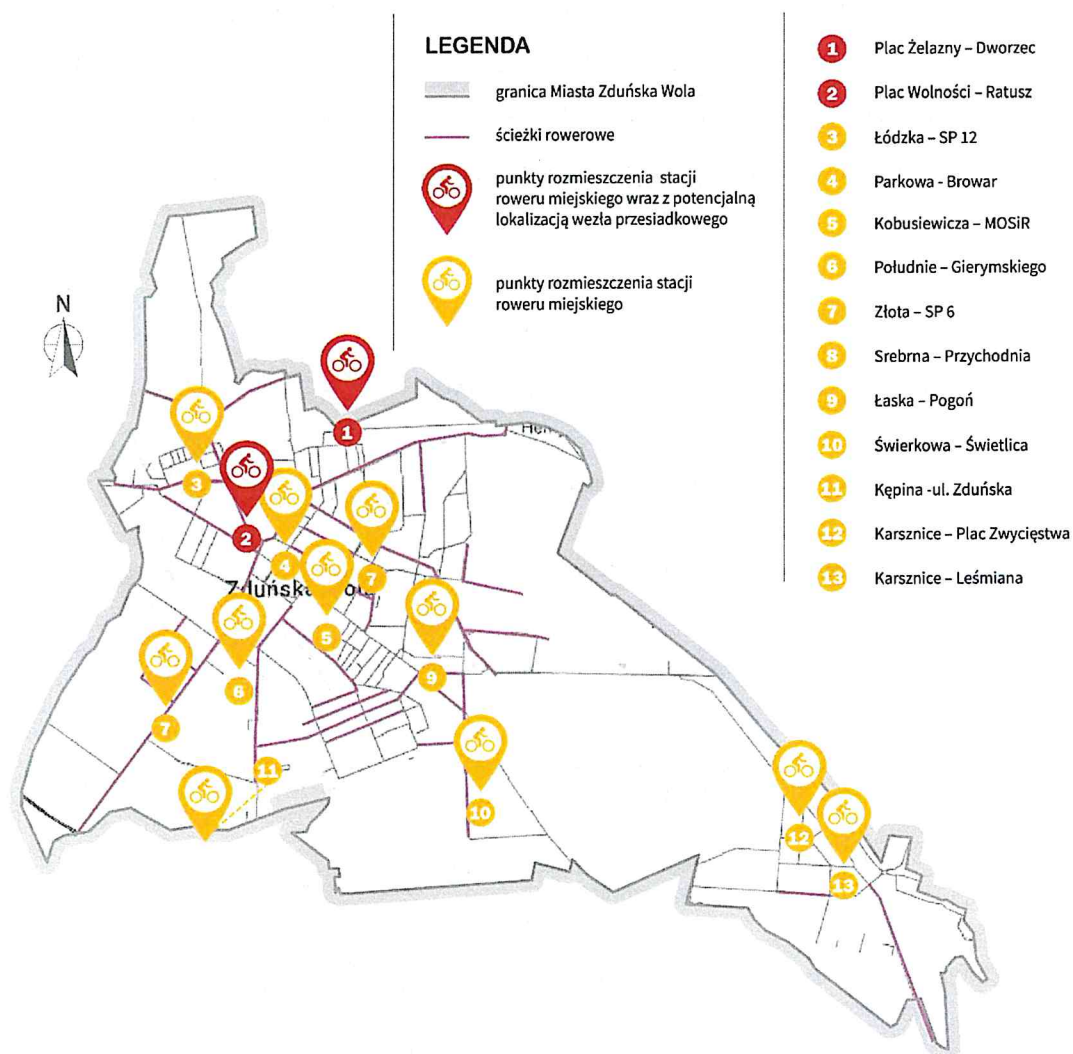 LEGENDA
granica Miasta Zduńska Wola
ścieżki rowerowe
punkty rozmieszczenia stacji
roweru miejskiego wraz z potencjalną
lokalizacją wezła przesiadkowego
punkty rozmieszczenia stacji
roweru miejskiego
1 Plac Żelazny – Dworzec
2 Plac Wolności – Ratusz
3 Łódzka – SP 12
4 Parkowa - Browar
5 Kobusiewicza – MOSiR
6 Południe – Gierymskiego
7 Złota – SP 6
8 Srebrna – Przychodnia
9 Łaska – Pogoń
10 Świerkowa – Świetlica
11 Kępina -ul. Zduńska
12 Karsznice – Plac Zwycięstwa
13 Karsznice – Leśmiana
N
1
3
2
4
7
Zduńska
5
9
6
7
11
10
12
13